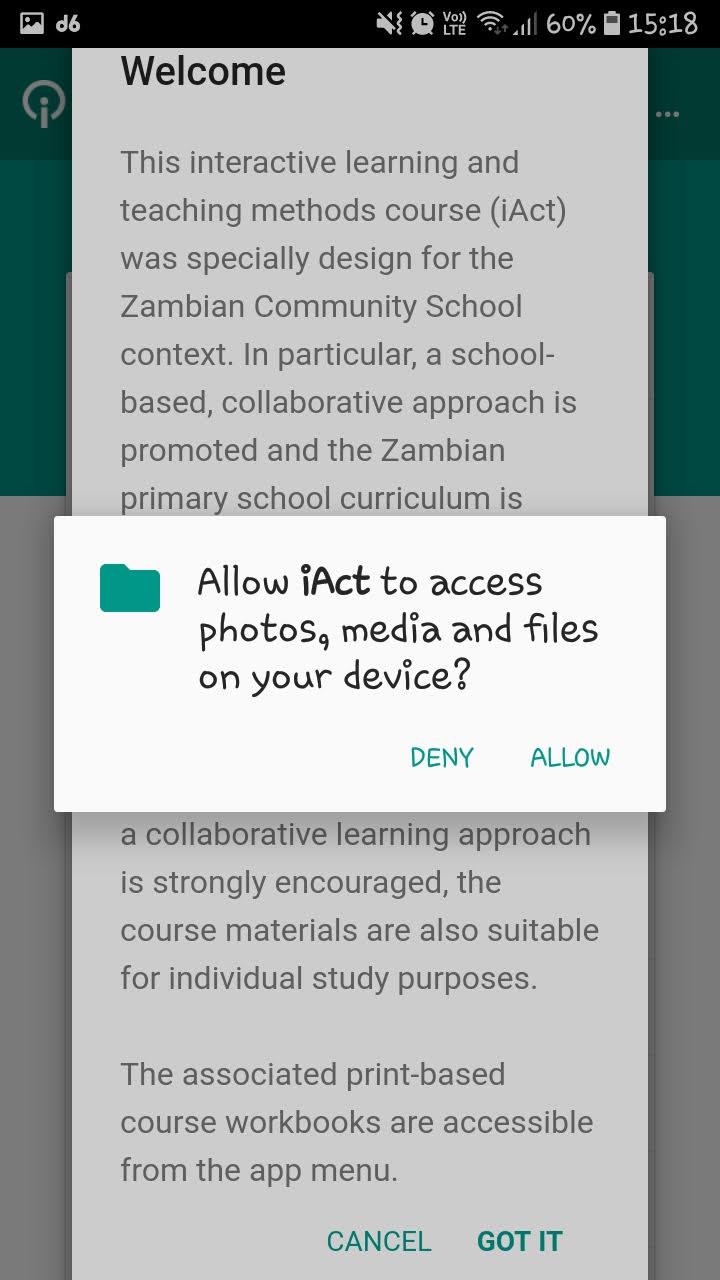 d6 Vo) LTE 60% 15:18
Welcome
This interactive learning and
teaching methods course (iAct)
was specially design for the
Zambian Community School
context. In particular, a school-
based, collaborative approach is
promoted and the Zambian
primary school curriculum is
Allow iAct to access
photos, media and files
on your device?
DENY ALLOW
a collaborative learning approach
is strongly encouraged, the
course materials are also suitable
for individual study purposes.
The associated print-based
course workbooks are accessible
from the app menu.
CANCEL GOT IT